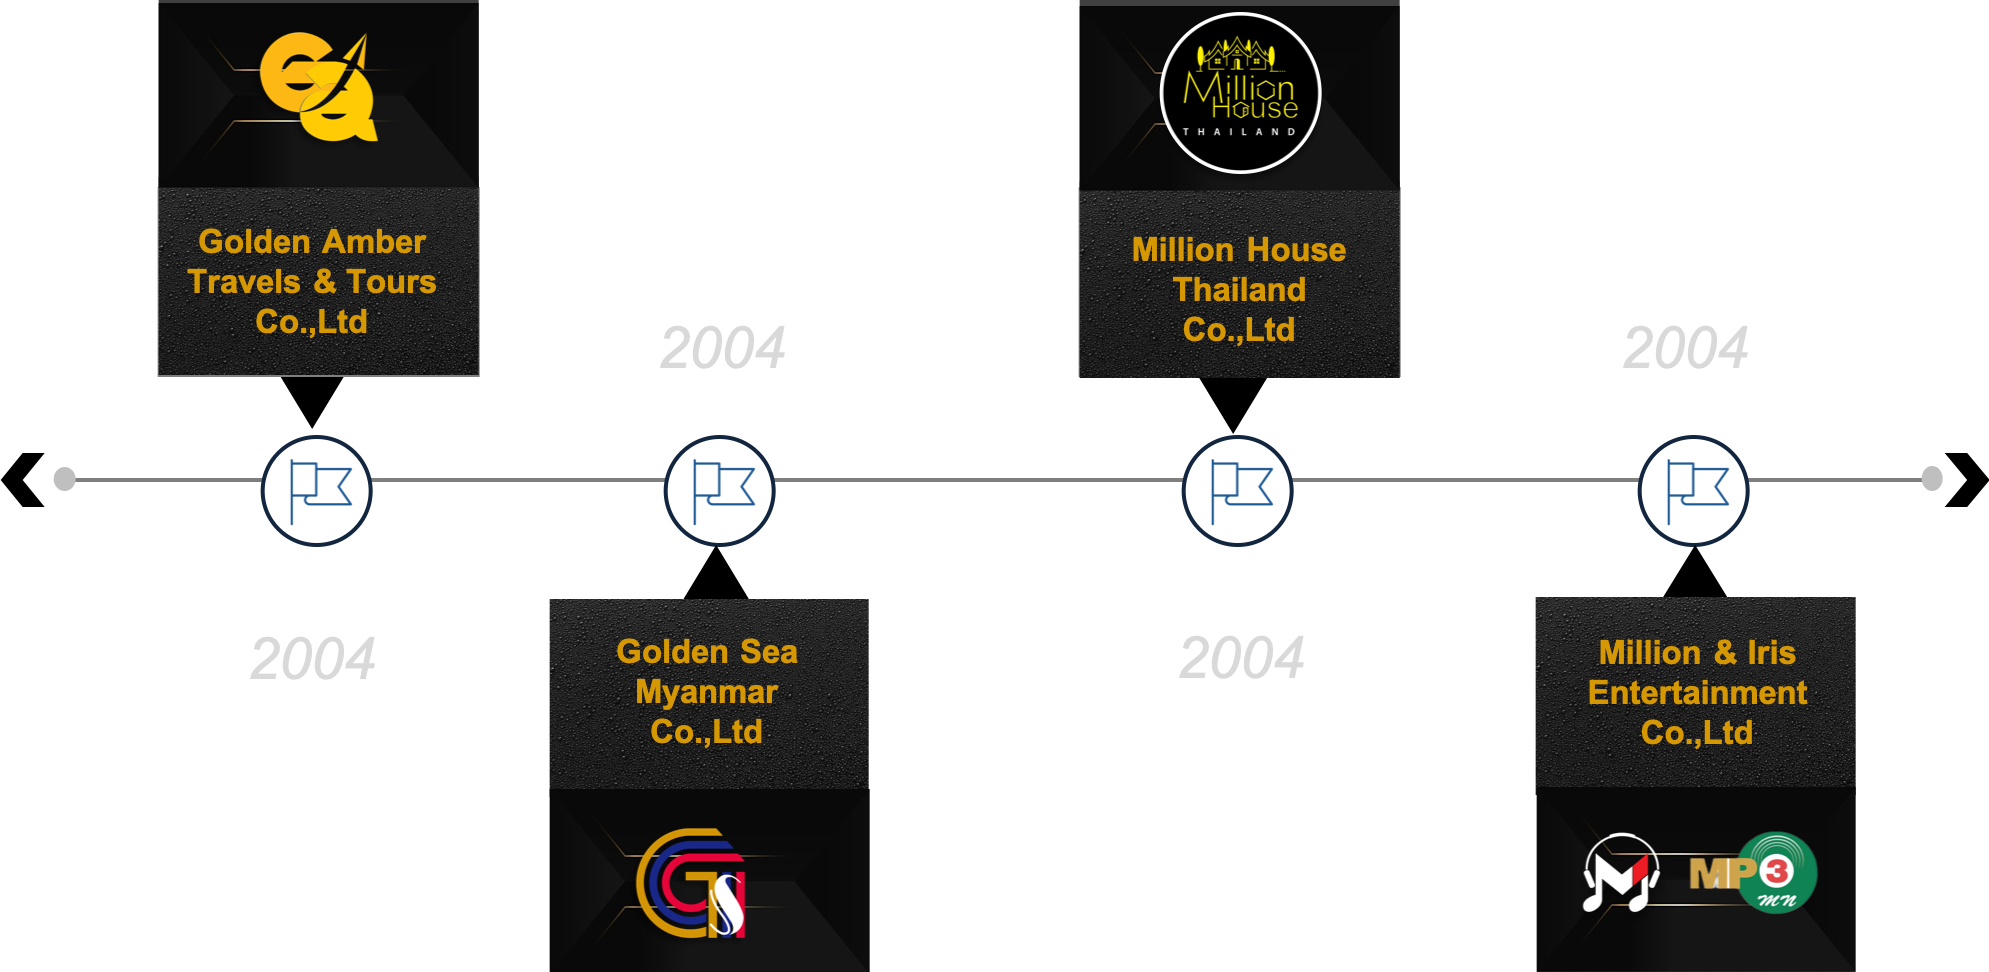 Golden Amber
Travels & Tours
Co.,Ltd
2004
2004
Golden Sea
Myanmar
Co.,Ltd
Million House
THAILAND
Million House
Thailand
Co.,Ltd
2004
2004
Million & Iris
Entertainment
Co.,Ltd
MP3
MN